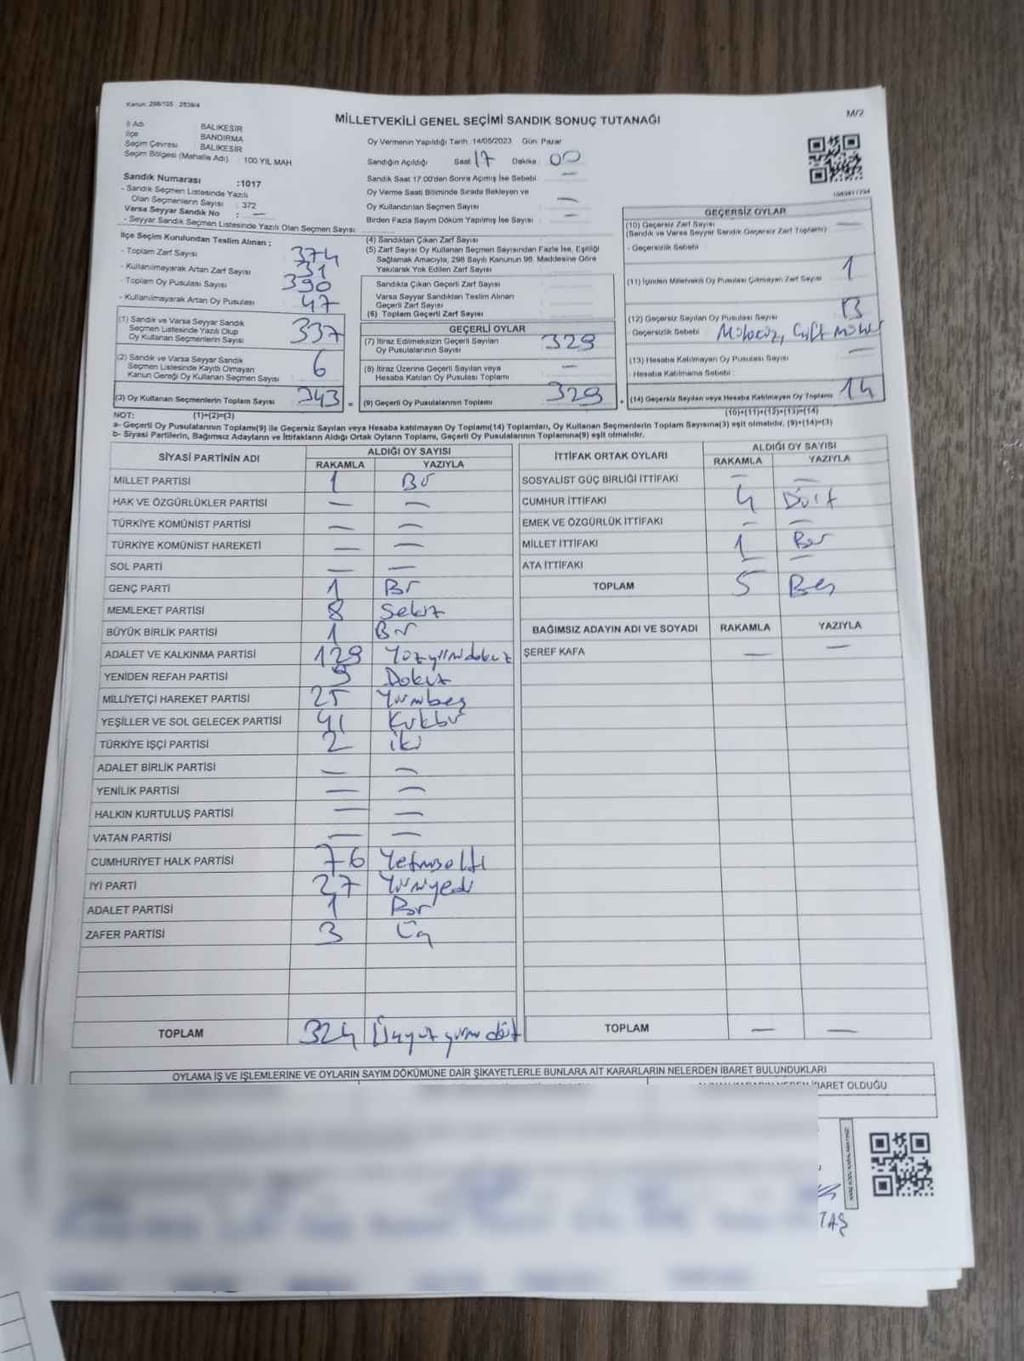 Kanun: 298/105 2839/4
MİLLETVEKİLİ GENEL SEÇİMİ SANDIK SONUÇ TUTANAĞI
M/2
İl Adı BALIKESİR
İlçe BANDIRMA
Seçim Çevresi BALIKESİR
Seçim Bölgesi (Mahalle Adı) 100 YIL MAH
Oy Vermenin Yapıldığı Tarih 14/05/2023 Gün Pazar
Sandığın Açıldığı Saat 17 Dakika 00
Sandık Saat 17.00'den Sonra Açılmış İse Sebebi —
Oy Verme Saati Bitiminde Sırada Bekleyen ve
Oy Kullandırılan Seçmen Sayısı —
Birden Fazla Sayım Döküm Yapılmış İse Sayısı —
Sandık Numarası :1017
- Sandık Seçmen Listesinde Yazılı
Olan Seçmenlerin Sayısı : 372
Varsa Seyyar Sandık No : —
- Seyyar Sandık Seçmen Listesinde Yazılı Olan Seçmen Sayısı
İlçe Seçim Kurulundan Teslim Alınan ;
- Toplam Zarf Sayısı 374
- Kullanılmayarak Artan Zarf Sayısı 31
- Toplam Oy Pusulası Sayısı 390
- Kullanılmayarak Artan Oy Pusulası 47
(1) Sandık ve Varsa Seyyar Sandık
Seçmen Listesinde Yazılı Olup
Oy Kullanan Seçmen Sayısı 337
(2) Sandık ve Varsa Seyyar Sandık
Seçmen Listesinde Kayıtlı Olmayan
Kanun Gereği Oy Kullanan Seçmen Sayısı 6
(3) Oy Kullanan Seçmenlerin Toplam Sayısı 343 =
(4) Sandıktan Çıkan Zarf Sayısı
(5) Zarf Sayısı Oy Kullanan Seçmen Sayısından Fazla İse, Eşitliği
Sağlamak Amacıyla, 298 Sayılı Kanunun 98. Maddesine Göre
Yakılarak Yok Edilen Zarf Sayısı
Sandıkta Çıkan Geçerli Zarf Sayısı
Varsa Seyyar Sandıktan Teslim Alınan
Geçerli Zarf Sayısı
(6) Toplam Geçerli Zarf Sayısı
GEÇERLİ OYLAR
(7) İtiraz Edilmeksizin Geçerli Sayılan
Oy Pusulalarının Sayısı 329
(8) İtiraz Üzerine Geçerli Sayılan veya
Hesaba Katılan Oy Pusulası Toplamı —
(9) Geçerli Oy Pusulalarının Toplamı 329 +
GEÇERSİZ OYLAR
(10) Geçersiz Zarf Sayısı
(Sandık ve Varsa Seyyar Sandık Geçersiz Zarf Toplamı)
- Geçersizlik Sebebi
(11) İçinden Milletvekili Oy Pusulası Çıkmayan Zarf Sayısı 1
(12) Geçersiz Sayılan Oy Pusulası Sayısı 13
- Geçersizlik Sebebi Mühürsüz, Çift mühür
(13) Hesaba Katılmayan Oy Pusulası Sayısı —
- Hesaba Katılmama Sebebi
(14) Geçersiz Sayılan veya Hesaba Katılmayan Oy Toplamı 14
NOT: (1)+(2)=(3) (10)+(11)+(12)+(13)=(14)
a- Geçerli Oy Pusulalarının Toplamı(9) ile Geçersiz Sayılan veya Hesaba katılmayan Oy Toplamı(14) Toplamları, Oy Kullanan Seçmenlerin Toplam Sayısına(3) eşit olmalıdır. (9)+(14)=(3)
b- Siyasi Partilerin, Bağımsız Adayların ve İttifakların Aldığı Ortak Oyların Toplamı, Geçerli Oy Pusulalarının Toplamına(9) eşit olmalıdır.
SİYASİ PARTİNİN ADI ALDIĞI OY SAYISI
RAKAMLA YAZIYLA
MİLLET PARTİSİ 1 Bir
HAK VE ÖZGÜRLÜKLER PARTİSİ — —
TÜRKİYE KOMÜNİST PARTİSİ — —
TÜRKİYE KOMÜNİST HAREKETİ — —
SOL PARTİ — —
GENÇ PARTİ 1 Bir
MEMLEKET PARTİSİ 8 Sekiz
BÜYÜK BİRLİK PARTİSİ 1 Bir
ADALET VE KALKINMA PARTİSİ 129 Yüzyirmidokuz
YENİDEN REFAH PARTİSİ 9 Dokuz
MİLLİYETÇİ HAREKET PARTİSİ 25 Yirmibeş
YEŞİLLER VE SOL GELECEK PARTİSİ 41 Kırkbir
TÜRKİYE İŞÇİ PARTİSİ 2 iki
ADALET BİRLİK PARTİSİ — —
YENİLİK PARTİSİ — —
HALKIN KURTULUŞ PARTİSİ — —
VATAN PARTİSİ — —
CUMHURİYET HALK PARTİSİ 76 Yetmişaltı
İYİ PARTİ 27 Yirmiyedi
ADALET PARTİSİ 1 Bir
ZAFER PARTİSİ 3 Üç
TOPLAM 324 Üçyüz yirmi dört
İTTİFAK ORTAK OYLARI ALDIĞI OY SAYISI
RAKAMLA YAZIYLA
SOSYALİST GÜÇ BİRLİĞİ İTTİFAKI — —
CUMHUR İTTİFAKI 4 Dört
EMEK VE ÖZGÜRLÜK İTTİFAKI — —
MİLLET İTTİFAKI 1 Bir
ATA İTTİFAKI — —
TOPLAM 5 Beş
BAĞIMSIZ ADAYIN ADI VE SOYADI RAKAMLA YAZIYLA
ŞEREF KAFA — —
TOPLAM — —
OYLAMA İŞ VE İŞLEMLERİNE VE OYLARIN SAYIM DÖKÜMÜNE DAİR ŞİKAYETLERLE BUNLARA AİT KARARLARIN NELERDEN İBARET BULUNDUKLARI
İBARET OLDUĞU
TAŞ